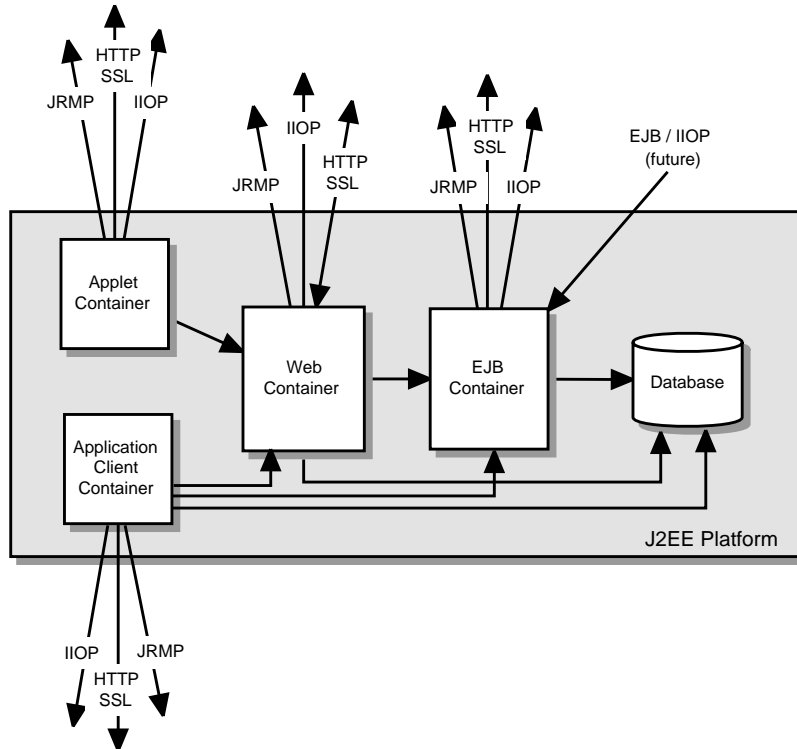 HTTP
SSL
JRMP
IIOP
IIOP
HTTP
SSL
JRMP
HTTP
SSL
JRMP
IIOP
EJB / IIOP
(future)
Applet
Container
Web
Container
EJB
Container
Database
Application
Client
Container
J2EE Platform
IIOP
HTTP
SSL
JRMP